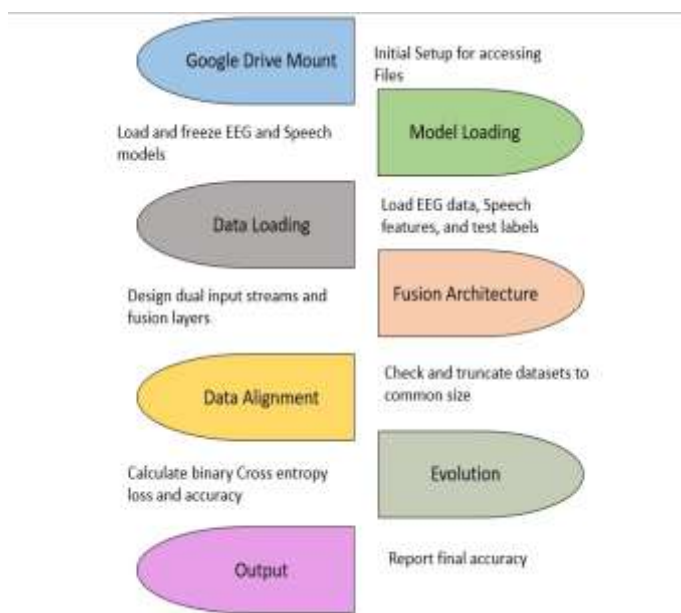 Google Drive Mount
Initial Setup for accessing
Files
Load and freeze EEG and Speech
models
Model Loading
Data Loading
Load EEG data, Speech
features, and test labels
Design dual input streams and
fusion layers
Fusion Architecture
Data Alignment
Check and truncate datasets to
common size
Calculate binary Cross entropy
loss and accuracy
Evolution
Output
Report final accuracy